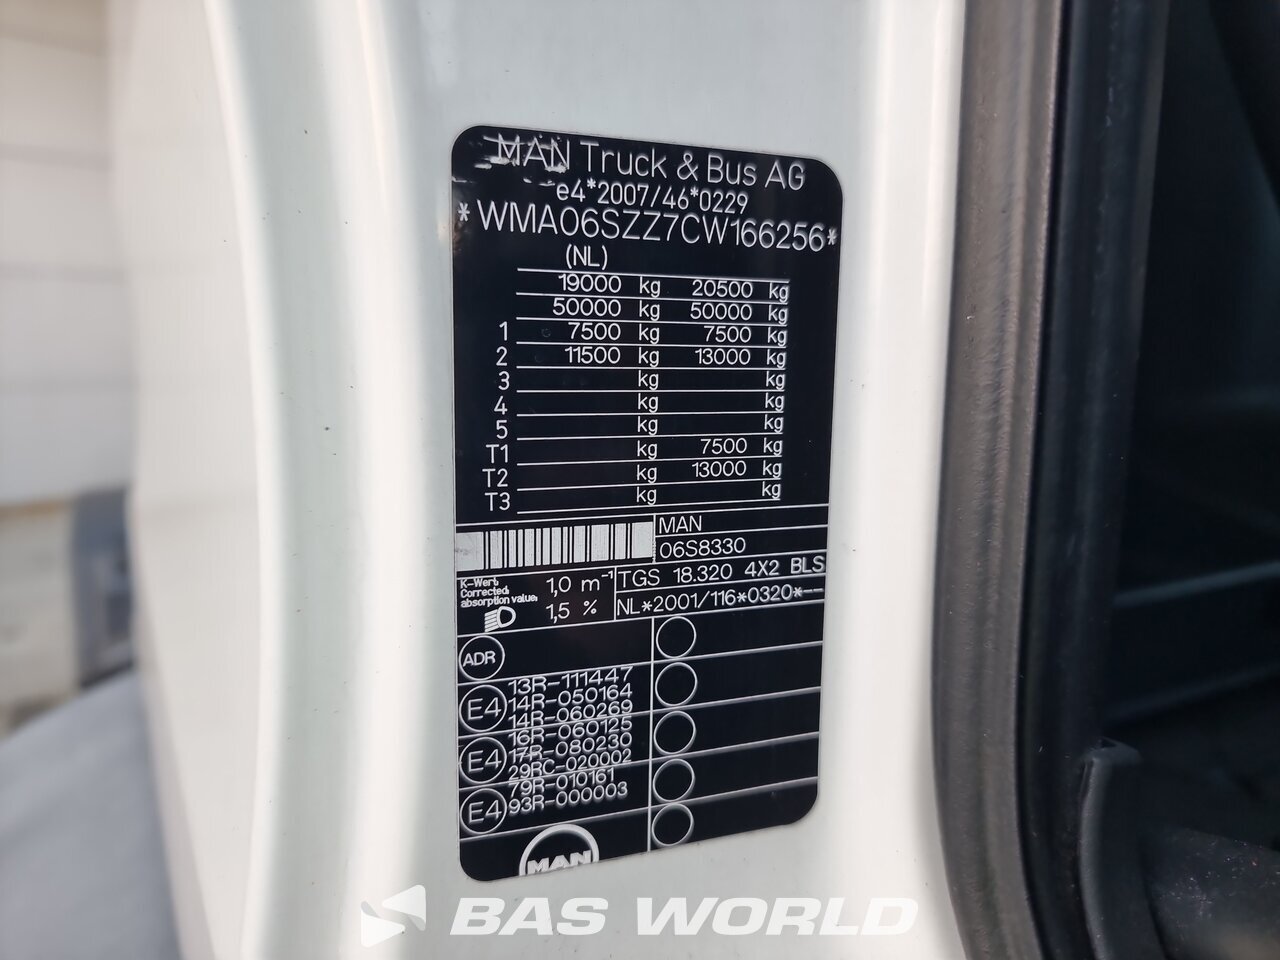 MAN Truck & Bus AG
e4*2007/46*0229
*WMA06SZZ7CW166256*
(NL)
19000 kg 20500 kg
50000 kg 50000 kg
1 7500 kg 7500 kg
2 11500 kg 13000 kg
3 kg kg
4 kg kg
5 kg kg
T1 kg 7500 kg
T2 kg 13000 kg
T3 kg kg
MAN
06S8330
K-Wert:
Corrected
absorption value:
1,0 m⁻¹
1,5 %
TGS 18.320 4X2 BLS
NL*2001/116*0320*--
ADR
E4
13R-111447
14R-050164
14R-060269
E4
16R-060125
17R-080230
29RC-020002
E4
79R-010161
93R-000003
MAN
BAS WORLD